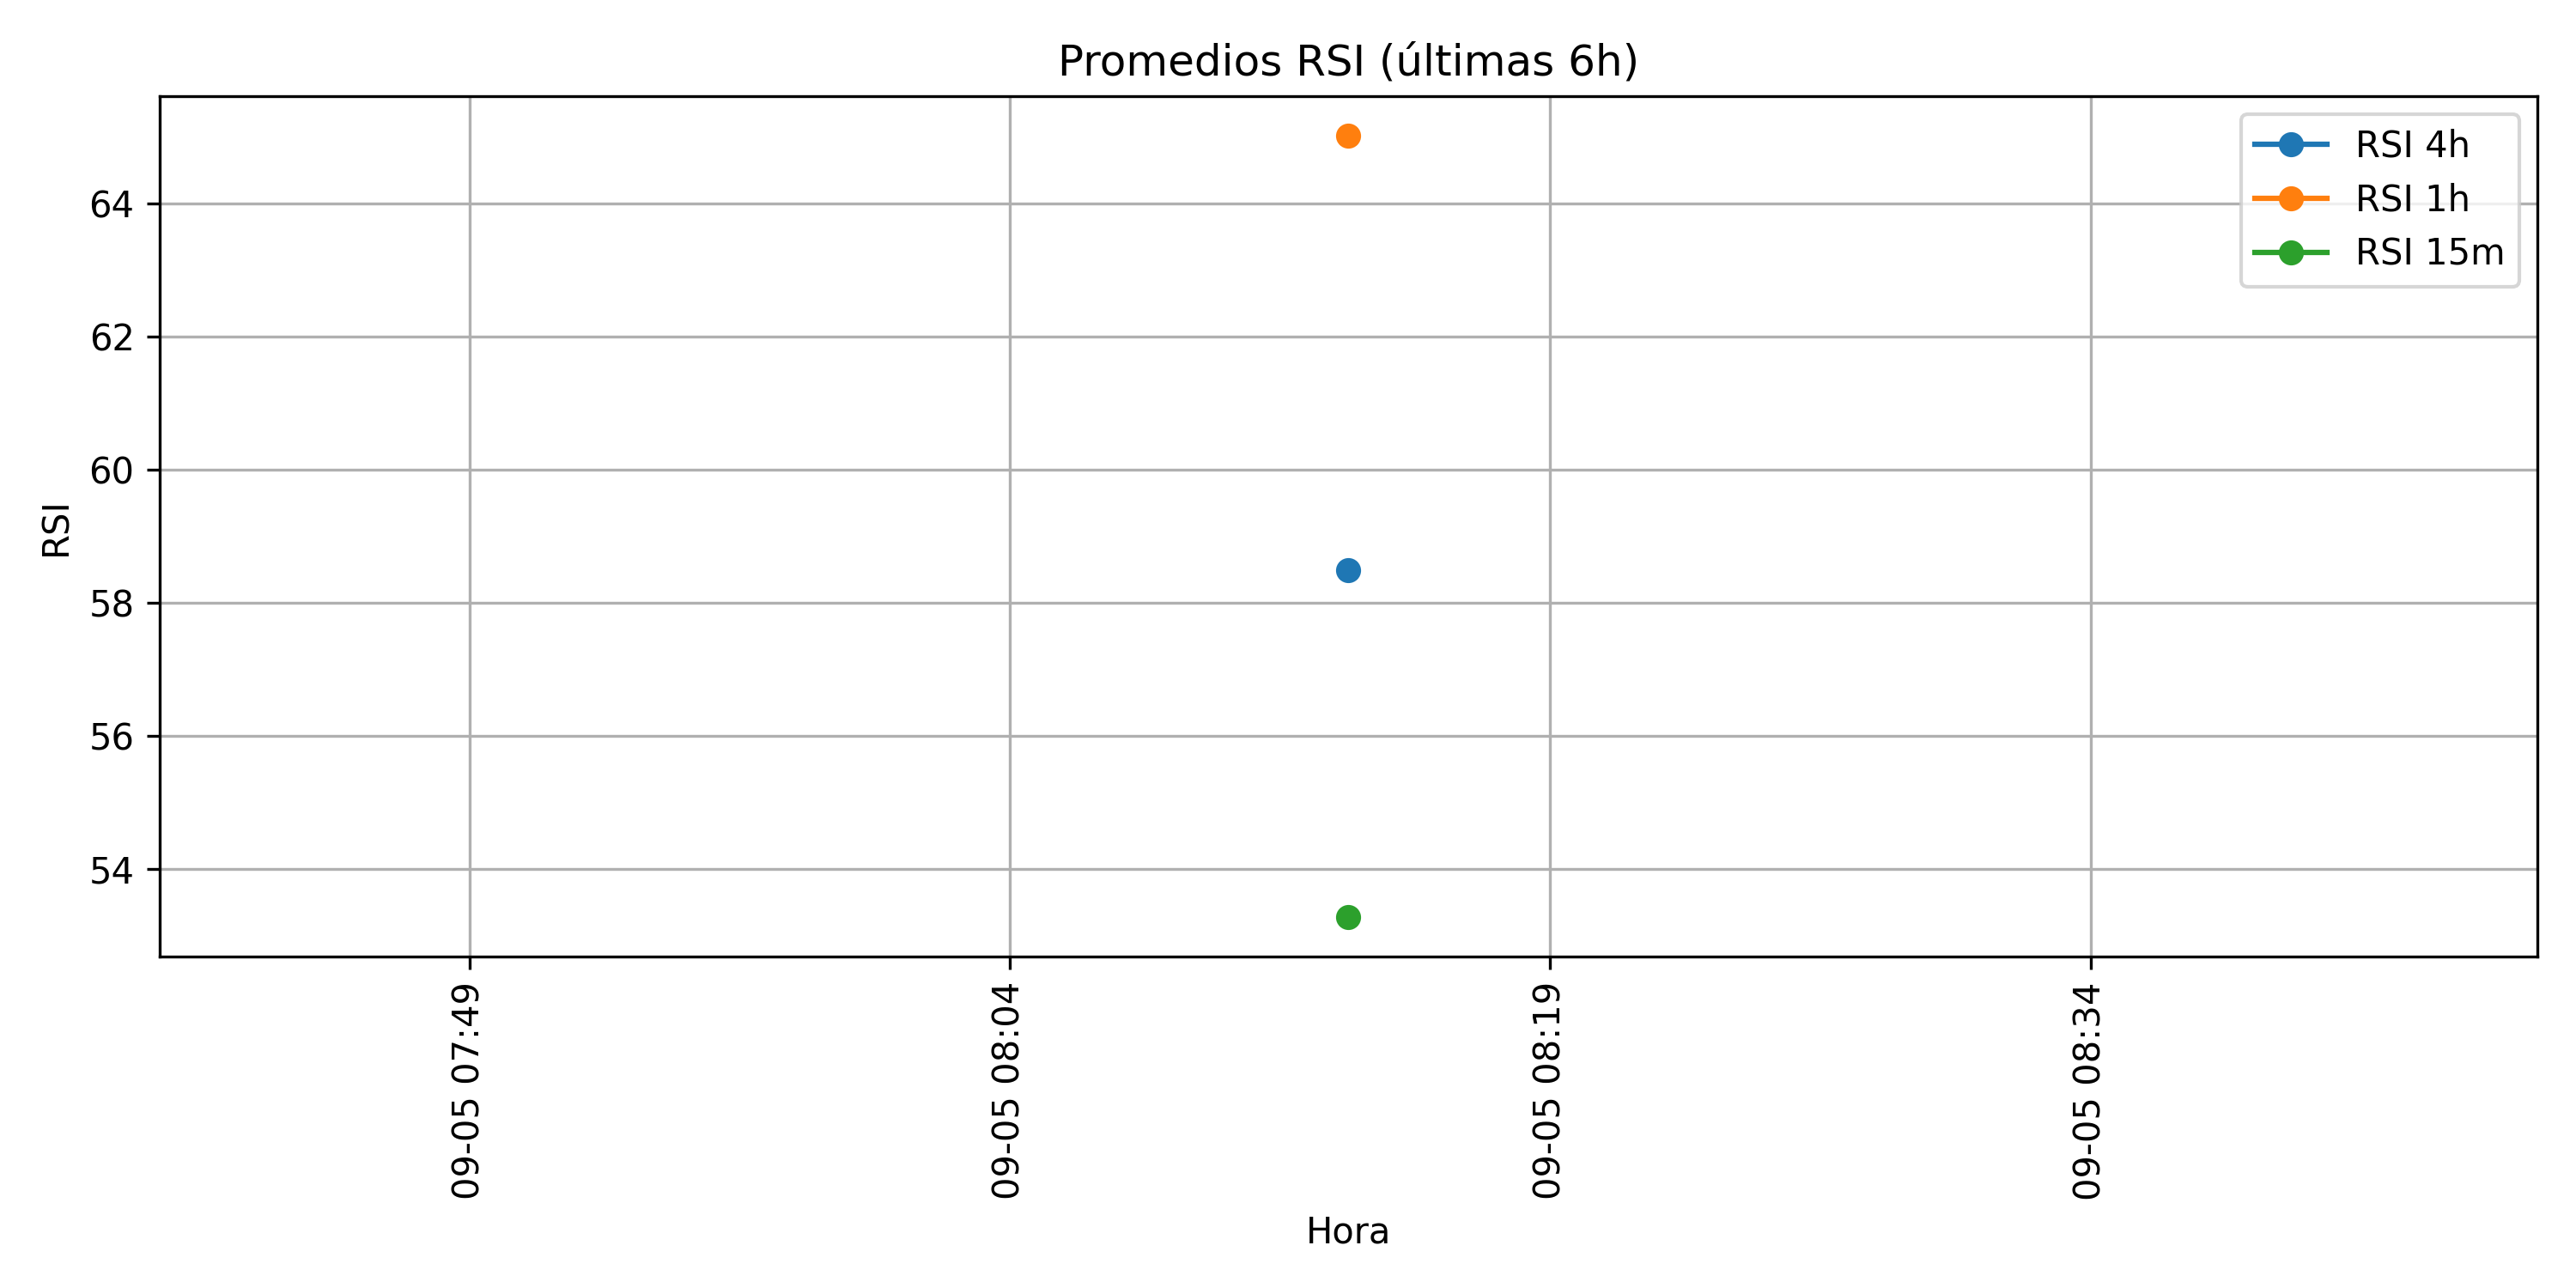 Promedios RSI (últimas 6h)
RSI 4h
RSI 1h
RSI 15m
64
62
60
58
56
54
RSI
09-05 07:49
09-05 08:04
09-05 08:19
09-05 08:34
Hora